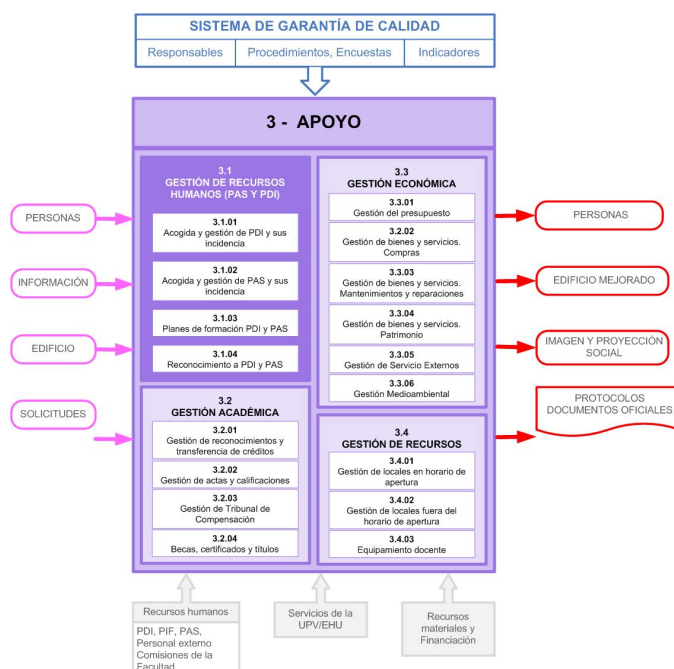 SISTEMA DE GARANTÍA DE CALIDAD
Responsables
Procedimientos, Encuestas
Indicadores
3 - APOYO
3.1
GESTIÓN DE RECURSOS
HUMANOS (PAS Y PDI)
3.1.01
Acogida y gestión de PDI y sus
incidencia
3.1.02
Acogida y gestión de PAS y sus
incidencia
3.1.03
Planes de formación PDI y PAS
3.1.04
Reconocimiento a PDI y PAS
3.2
GESTIÓN ACADÉMICA
3.2.01
Gestión de reconocimientos y
transferencia de créditos
3.2.02
Gestión de actas y calificaciones
3.2.03
Gestión de Tribunal de
Compensación
3.2.04
Becas, certificados y títulos
3.3
GESTIÓN ECONÓMICA
3.3.01
Gestión del presupuesto
3.2.02
Gestión de bienes y servicios.
Compras
3.3.03
Gestión de bienes y servicios.
Mantenimientos y reparaciones
3.3.04
Gestión de bienes y servicios.
Patrimonio
3.3.05
Gestión de Servicio Externos
3.3.06
Gestión Medioambiental
3.4
GESTIÓN DE RECURSOS
3.4.01
Gestión de locales en horario de
apertura
3.4.02
Gestión de locales fuera del
horario de apertura
3.4.03
Equipamiento docente
PERSONAS
INFORMACIÓN
EDIFICIO
SOLICITUDES
PERSONAS
EDIFICIO MEJORADO
IMAGEN Y PROYECCIÓN
SOCIAL
PROTOCOLOS
DOCUMENTOS OFICIALES
Recursos humanos
PDI, PIF, PAS,
Personal externo
Comisiones de la
Facultad
Servicios de la
UPV/EHU
Recursos
materiales y
Financiación